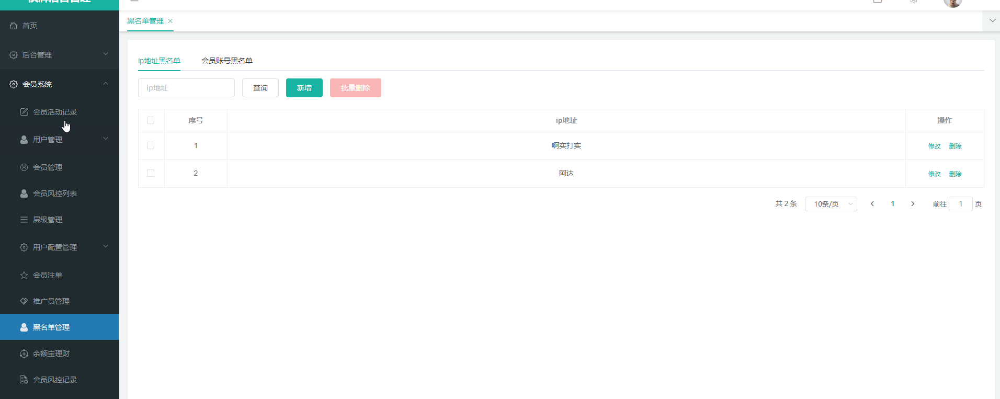 首页
后台管理
会员系统
会员活动记录
用户管理
会员管理
会员风控列表
层级管理
用户配置管理
会员注单
推广员管理
黑名单管理
余额宝理财
会员风控记录
黑名单管理
ip地址黑名单 会员账号黑名单
ip地址 查询 新增 批量删除
序号 ip地址 操作
1 啊实打实 修改 删除
2 阿达 修改 删除
共 2 条 10条/页 1 前往 1 页